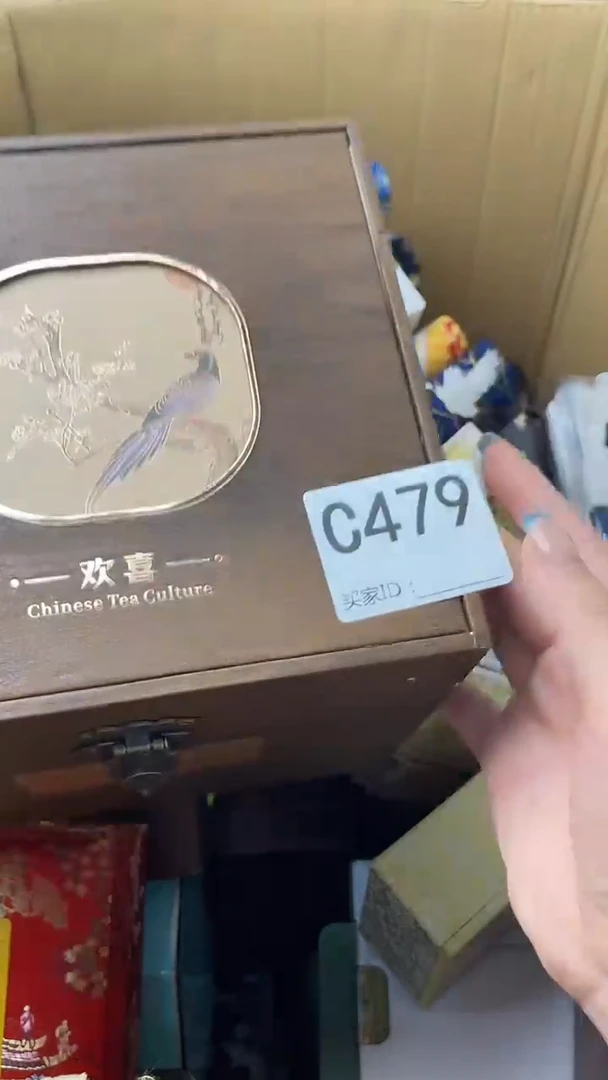 C479
买家ID：
欢喜
Chinese Tea Culture